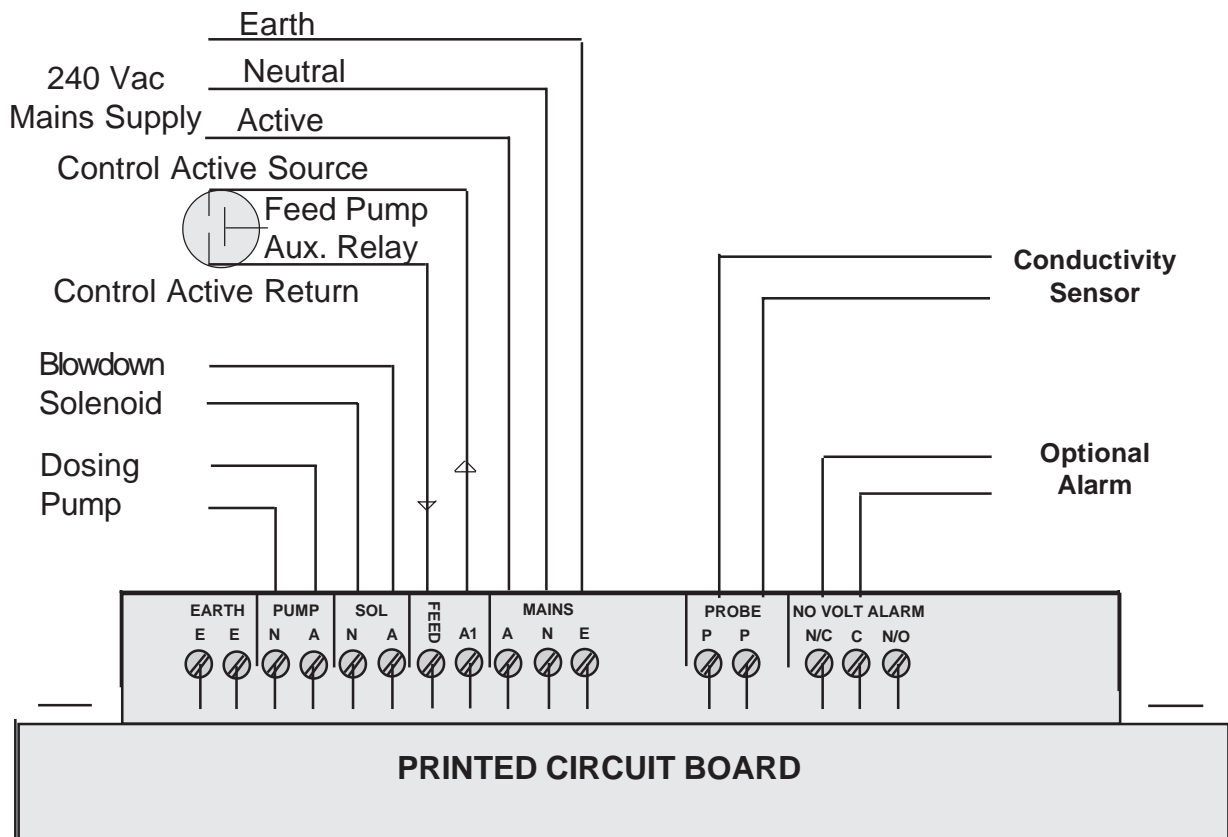 Earth
Neutral
240 Vac
Mains Supply
Active
Control Active Source
Feed Pump
Aux. Relay
Control Active Return
Conductivity
Sensor
Blowdown
Solenoid
Dosing
Pump
Optional
Alarm
EARTH PUMP SOL FEED MAINS PROBE NO VOLT ALARM
E E N A N A A1 A N E P P N/C C N/O
PRINTED CIRCUIT BOARD